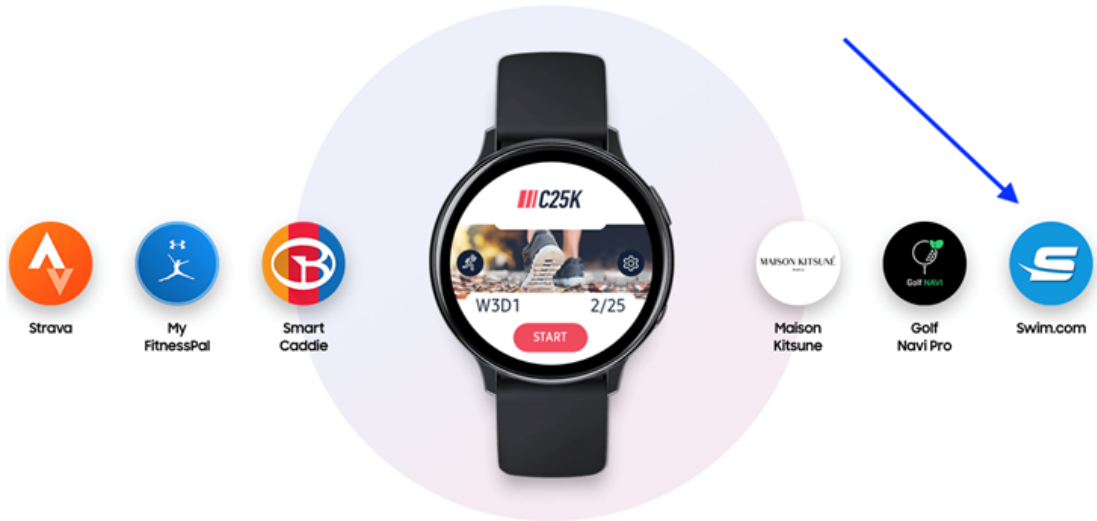 C25K
W3D1 2/25
START
MAISON KITSUNÉ
PARIS
Golf NAVI
Strava
My
FitnessPal
Smart
Caddie
Maison
Kitsune
Golf
Navi Pro
Swim.com